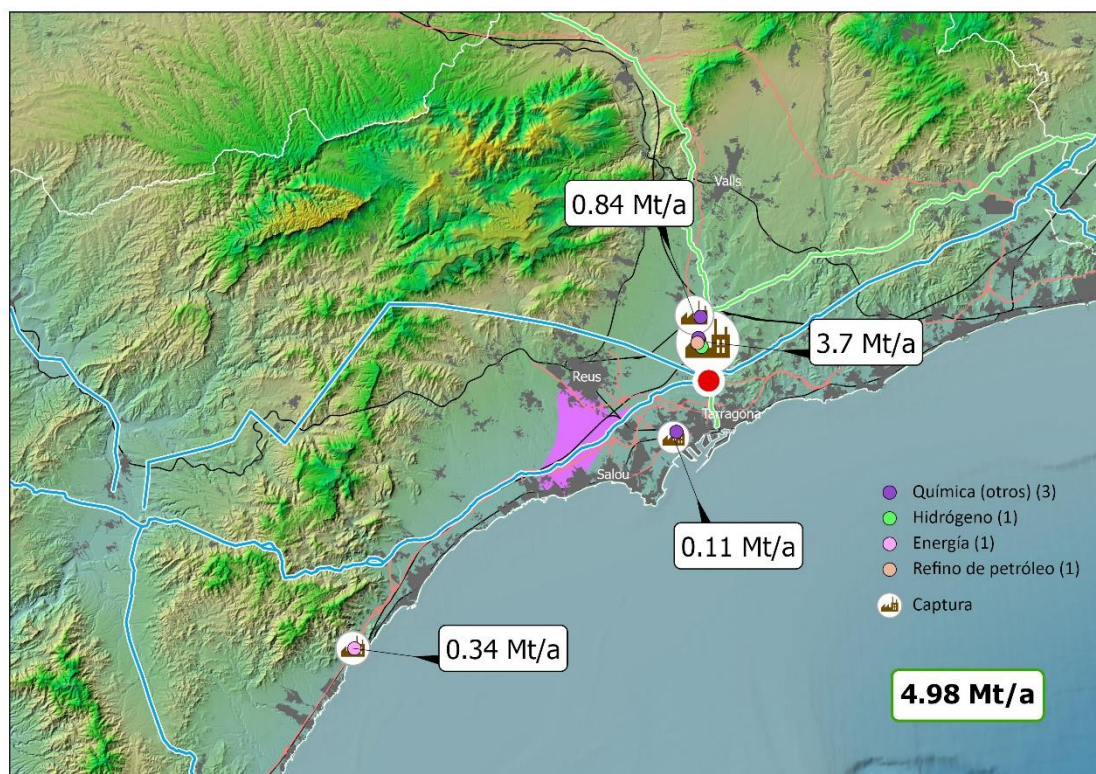 Valls
0.84 Mt/a
3.7 Mt/a
Reus
Tarragona
Salou
0.11 Mt/a
Química (otros) (3)
Hidrógeno (1)
Energía (1)
Refino de petróleo (1)
Captura
0.34 Mt/a
4.98 Mt/a